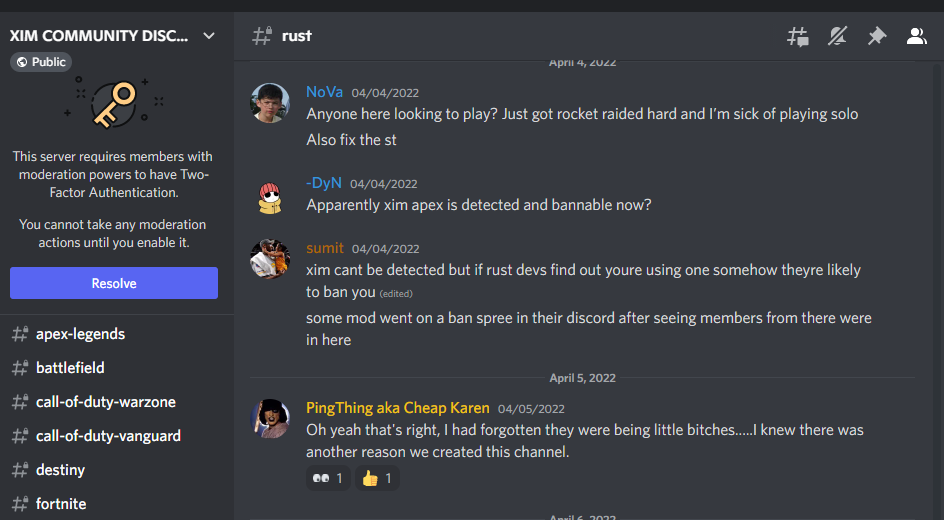 XIM COMMUNITY DISC...
Public
This server requires members with
moderation powers to have Two-
Factor Authentication.
You cannot take any moderation
actions until you enable it.
Resolve
apex-legends
battlefield
call-of-duty-warzone
call-of-duty-vanguard
destiny
fortnite
rust
April 4, 2022
NoVa 04/04/2022
Anyone here looking to play? Just got rocket raided hard and I'm sick of playing solo
Also fix the st
-DyN 04/04/2022
Apparently xim apex is detected and bannable now?
sumit 04/04/2022
xim cant be detected but if rust devs find out youre using one somehow theyre likely
to ban you (edited)
some mod went on a ban spree in their discord after seeing members from there were
in here
April 5, 2022
PingThing aka Cheap Karen 04/05/2022
Oh yeah that's right, I had forgotten they were being little bitches.....I knew there was
another reason we created this channel.
1 1
April 6, 2022